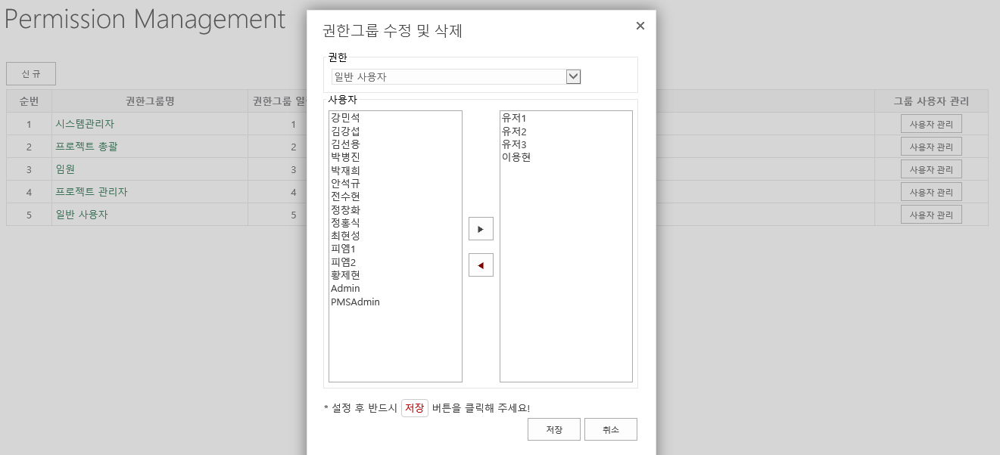 Permission Management
권한그룹 수정 및 삭제
신 규
권한
일반 사용자
순번 권한그룹명 권한그룹 그룹 사용자 관리
사용자
1 시스템관리자 1 사용자 관리
2 프로젝트 총괄 2 사용자 관리
3 임원 3 사용자 관리
4 프로젝트 관리자 4 사용자 관리
5 일반 사용자 5 사용자 관리
강민석
김강섭
김선용
박병진
박재희
안석규
전수현
정창화
정홍식
최현성
피엠1
피엠2
황제현
Admin
PMSAdmin
유저1
유저2
유저3
이용현
* 설정 후 반드시 저장 버튼을 클릭해 주세요!
저장 취소